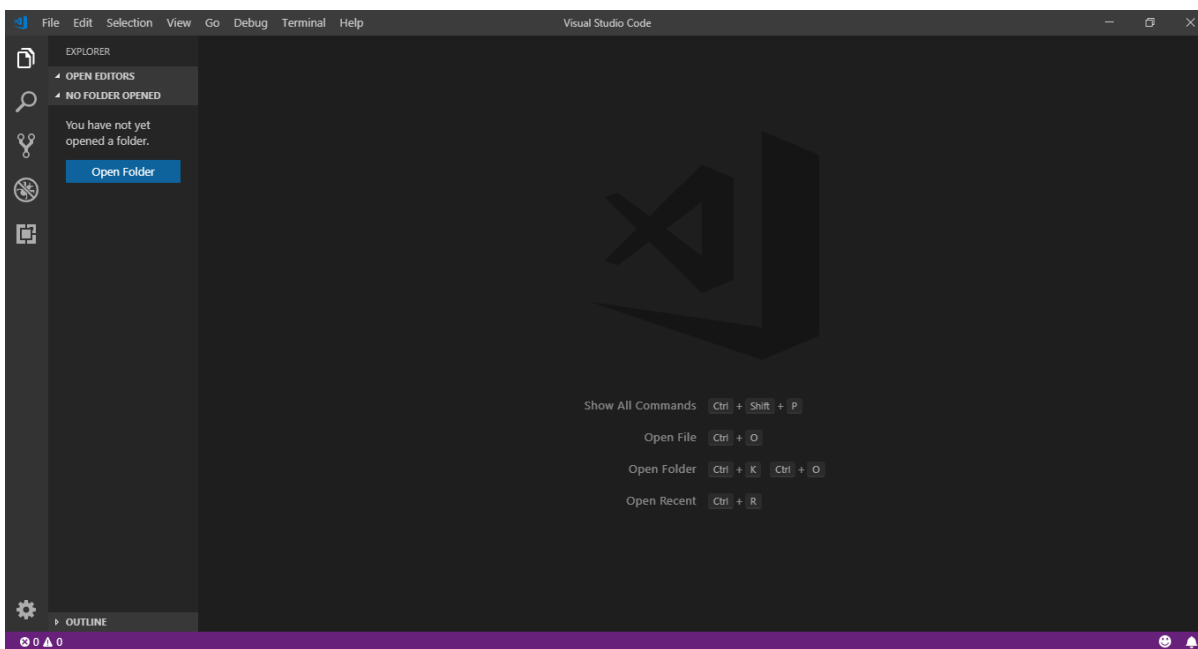 File Edit Selection View Go Debug Terminal Help Visual Studio Code
EXPLORER
OPEN EDITORS
NO FOLDER OPENED
You have not yet
opened a folder.
Open Folder
Show All Commands Ctrl + Shift + P
Open File Ctrl + O
Open Folder Ctrl + K Ctrl + O
Open Recent Ctrl + R
OUTLINE
0 0